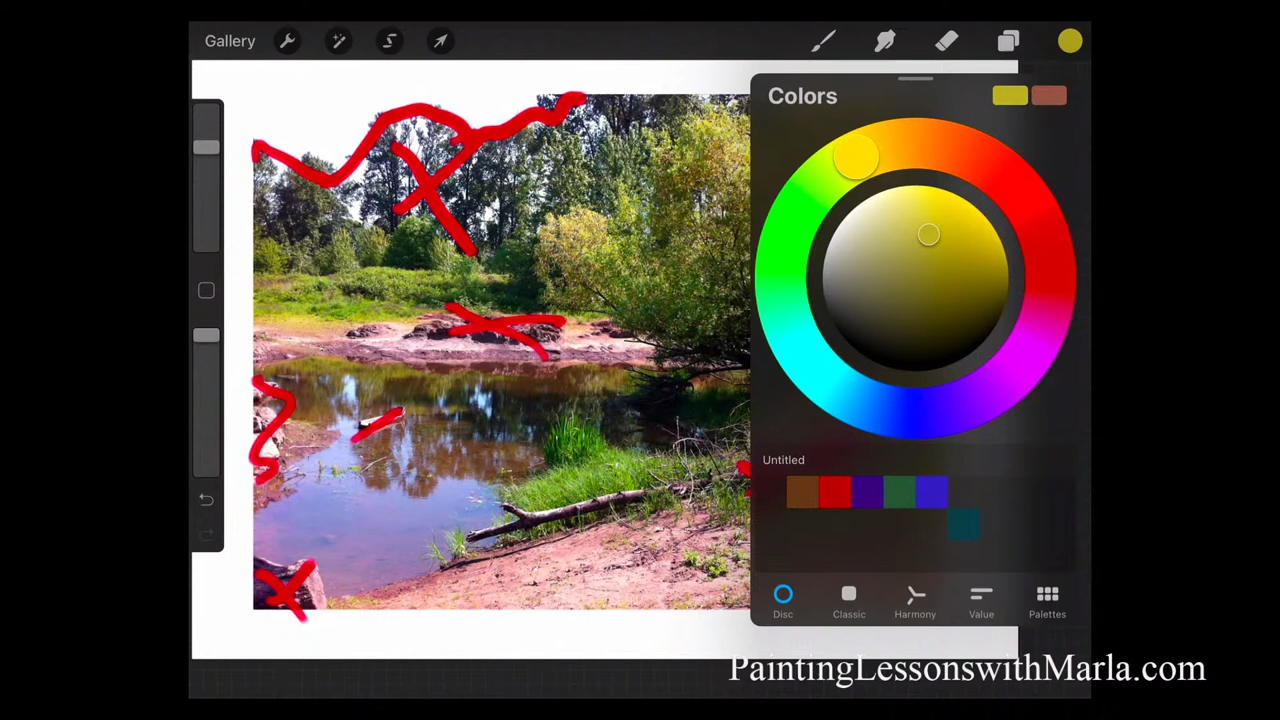 Gallery
Colors
Untitled
Disc
Classic
Harmony
Value
Palettes
PaintingLessonswithMarla.com